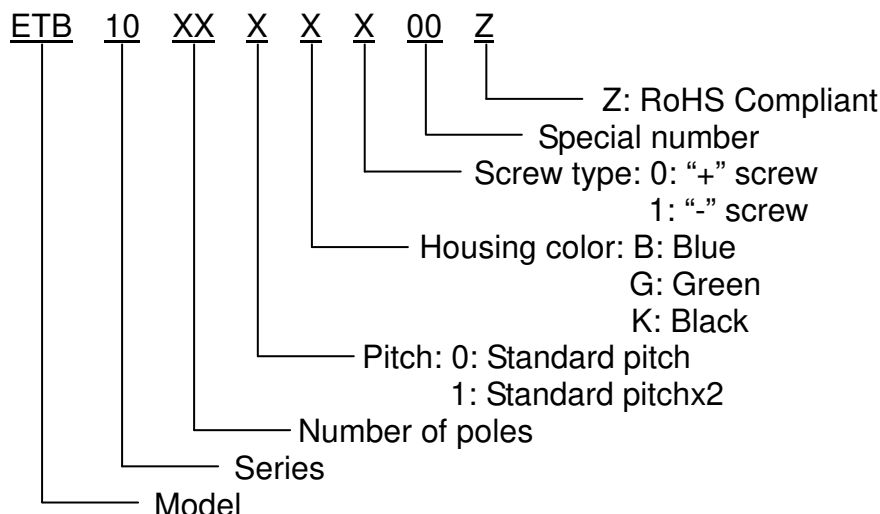 ETB 10 XX X X X 00 Z
Z: RoHS Compliant
Special number
Screw type: 0: “+” screw
1: “-” screw
Housing color: B: Blue
G: Green
K: Black
Pitch: 0: Standard pitch
1: Standard pitchx2
Number of poles
Series
Model